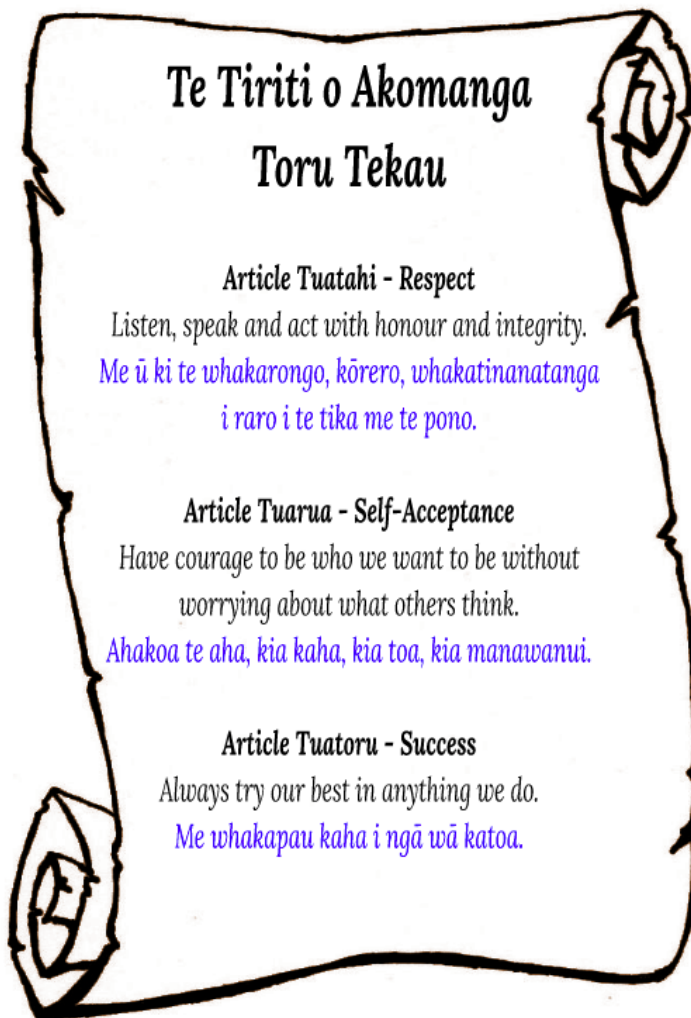 Te Tiriti o Akomanga
Toru Tekau
Article Tuatahi - Respect
Listen, speak and act with honour and integrity.
Me ū ki te whakarongo, kōrero, whakatinanatanga
i raro i te tika me te pono.
Article Tuarua - Self-Acceptance
Have courage to be who we want to be without
worrying about what others think.
Ahakoa te aha, kia kaha, kia toa, kia manawanui.
Article Tuatoru - Success
Always try our best in anything we do.
Me whakapau kaha i ngā wā katoa.